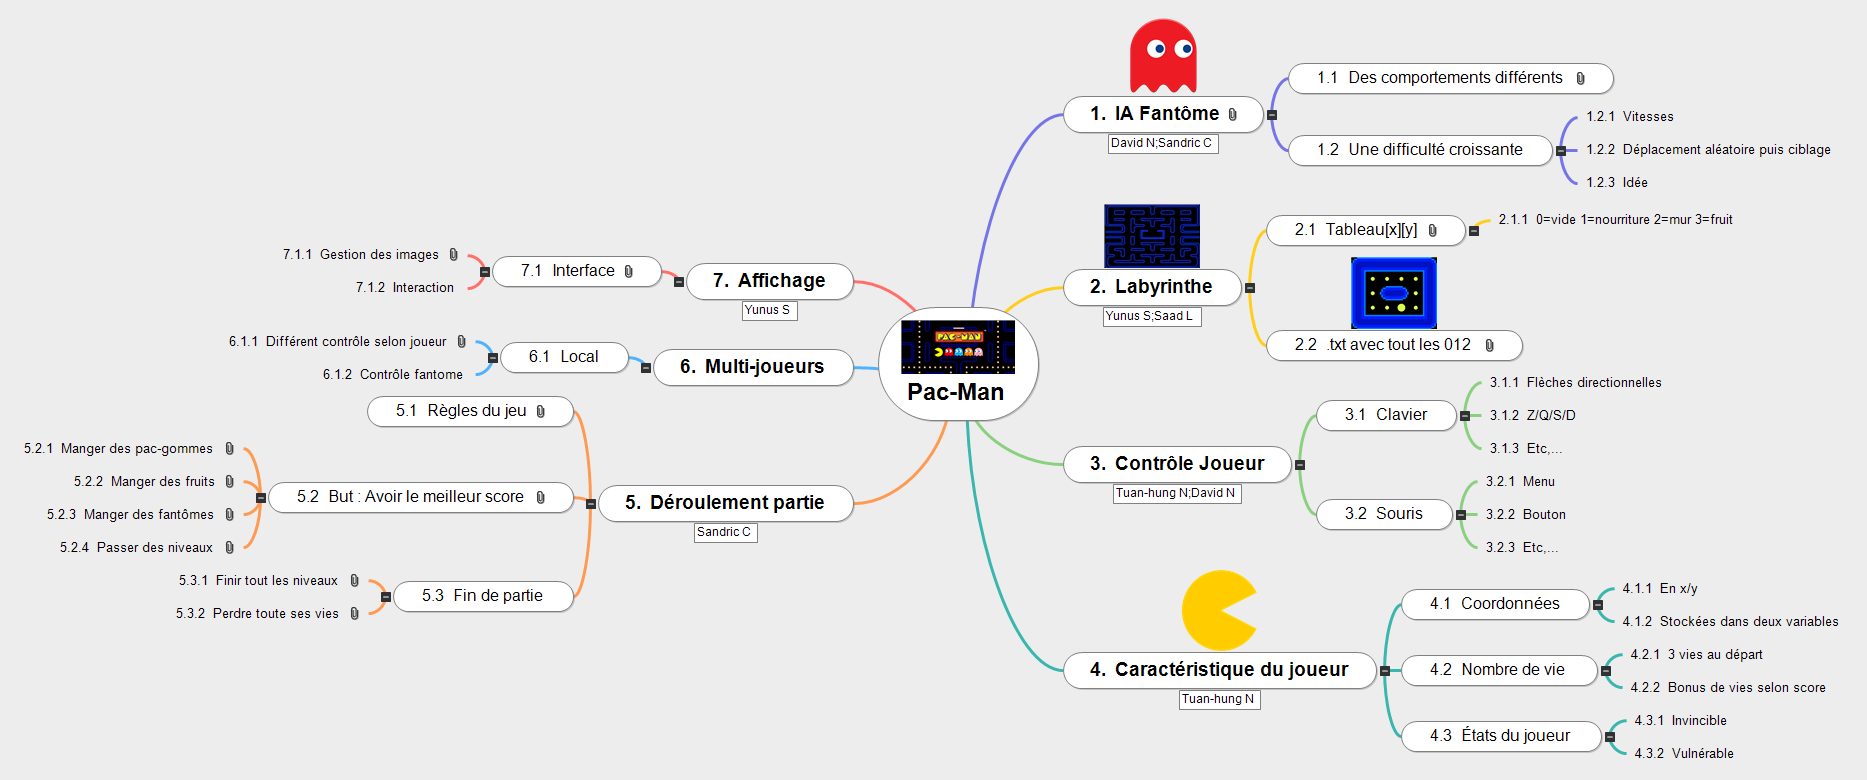 PAC-MAN
Pac-Man
1. IA Fantôme
David N;Sandric C
1.1 Des comportements différents
1.2 Une difficulté croissante
1.2.1 Vitesses
1.2.2 Déplacement aléatoire puis ciblage
1.2.3 Idée
2. Labyrinthe
Yunus S;Saad L
2.1 Tableau[x][y]
2.1.1 0=vide 1=nourriture 2=mur 3=fruit
2.2 .txt avec tout les 012
3. Contrôle Joueur
Tuan-hung N;David N
3.1 Clavier
3.1.1 Flèches directionnelles
3.1.2 Z/Q/S/D
3.1.3 Etc,...
3.2 Souris
3.2.1 Menu
3.2.2 Bouton
3.2.3 Etc,...
4. Caractéristique du joueur
Tuan-hung N
4.1 Coordonnées
4.1.1 En x/y
4.1.2 Stockées dans deux variables
4.2 Nombre de vie
4.2.1 3 vies au départ
4.2.2 Bonus de vies selon score
4.3 États du joueur
4.3.1 Invincible
4.3.2 Vulnérable
5. Déroulement partie
Sandric C
5.1 Règles du jeu
5.2 But : Avoir le meilleur score
5.2.1 Manger des pac-gommes
5.2.2 Manger des fruits
5.2.3 Manger des fantômes
5.2.4 Passer des niveaux
5.3 Fin de partie
5.3.1 Finir tout les niveaux
5.3.2 Perdre toute ses vies
6. Multi-joueurs
6.1 Local
6.1.1 Différent contrôle selon joueur
6.1.2 Contrôle fantome
7. Affichage
Yunus S
7.1 Interface
7.1.1 Gestion des images
7.1.2 Interaction